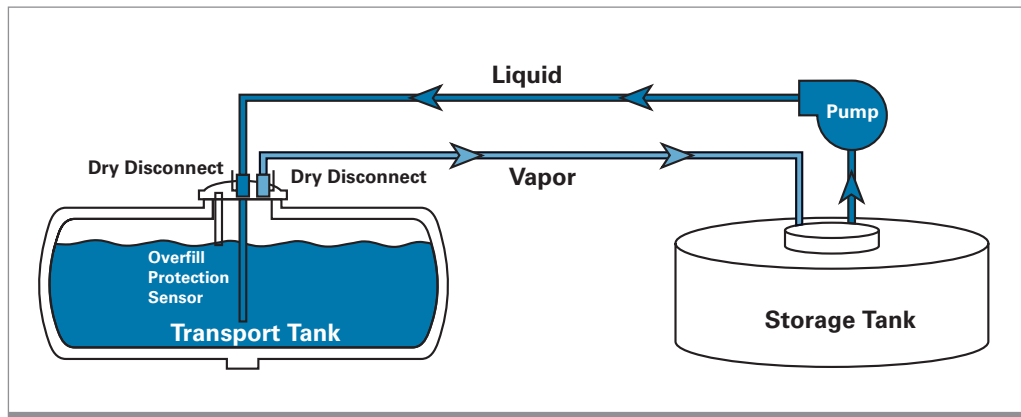 Liquid
Pump
Dry Disconnect
Dry Disconnect
Vapor
Overfill
Protection
Sensor
Transport Tank
Storage Tank